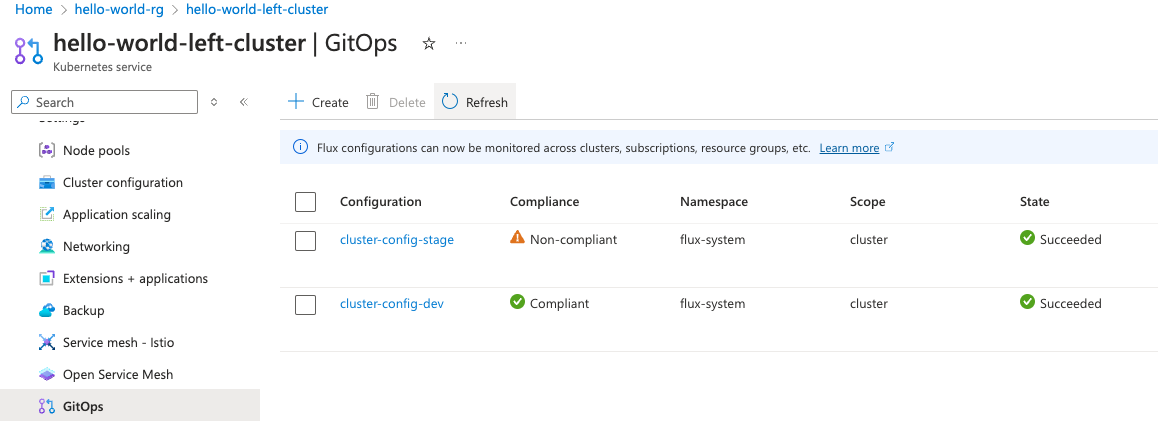 Home > hello-world-rg > hello-world-left-cluster
hello-world-left-cluster | GitOps
Kubernetes service
Search
Create Delete Refresh
Settings
Node pools
Cluster configuration
Application scaling
Networking
Extensions + applications
Backup
Service mesh - Istio
Open Service Mesh
GitOps
Flux configurations can now be monitored across clusters, subscriptions, resource groups, etc. Learn more
Configuration Compliance Namespace Scope State
cluster-config-stage Non-compliant flux-system cluster Succeeded
cluster-config-dev Compliant flux-system cluster Succeeded